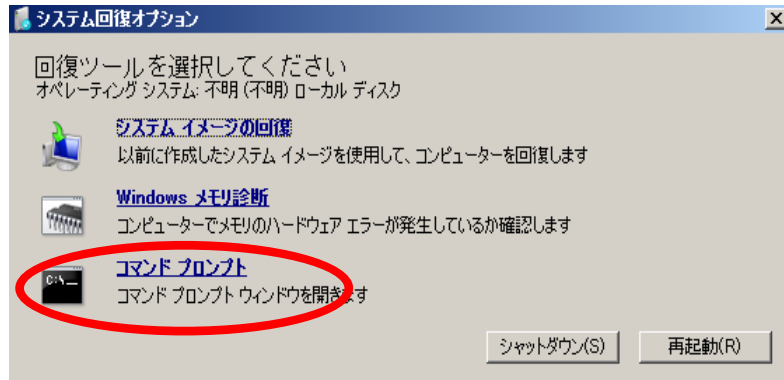 システム回復オプション
回復ツールを選択してください
オペレーティング システム: 不明 (不明) ローカル ディスク
システム イメージの回復
以前に作成したシステム イメージを使用して、コンピューターを回復します
Windows メモリ診断
コンピューターでメモリのハードウェア エラーが発生しているか確認します
コマンド プロンプト
コマンド プロンプト ウィンドウを開きます
シャットダウン(S) 再起動(R)